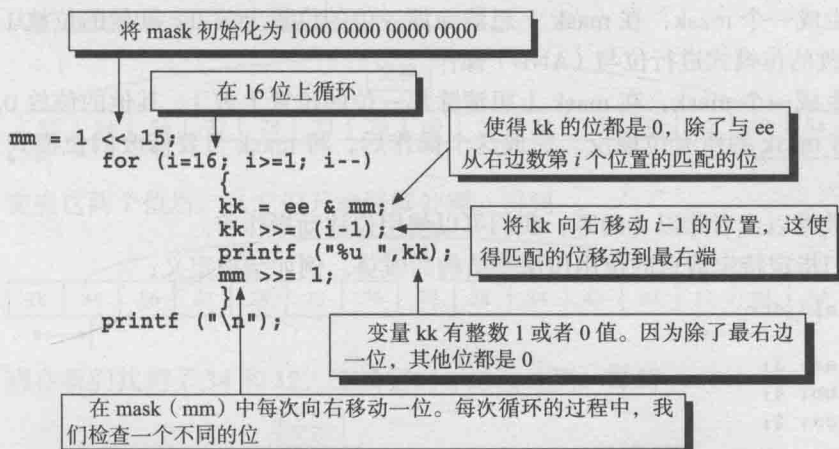 将 mask 初始化为 1000 0000 0000 0000
在 16 位上循环
mm = 1 << 15;
for (i=16; i>=1; i--)
使得 kk 的位都是 0，除了与 ee
从右边数第 i 个位置的匹配的位
{
kk = ee & mm;
kk >>= (i-1);
将 kk 向右移动 i–1 的位置，这使
得匹配的位移动到最右端
printf ("%u ",kk);
mm >>= 1;
}
printf ("\n");
变量 kk 有整数 1 或者 0 值。因为除了最右边
一位，其他位都是 0
在 mask（mm）中每次向右移动一位。每次循环的过程中，我
们检查一个不同的位